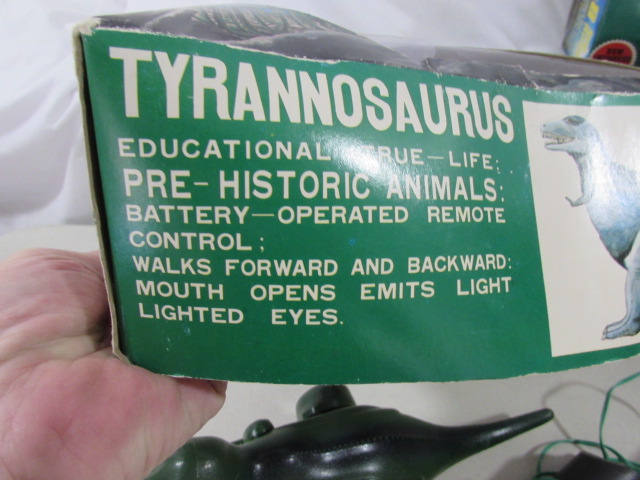 TYRANNOSAURUS
EDUCATIONAL TRUE—LIFE;
PRE-HISTORIC ANIMALS;
BATTERY—OPERATED REMOTE
CONTROL;
WALKS FORWARD AND BACKWARD:
MOUTH OPENS EMITS LIGHT
LIGHTED EYES.